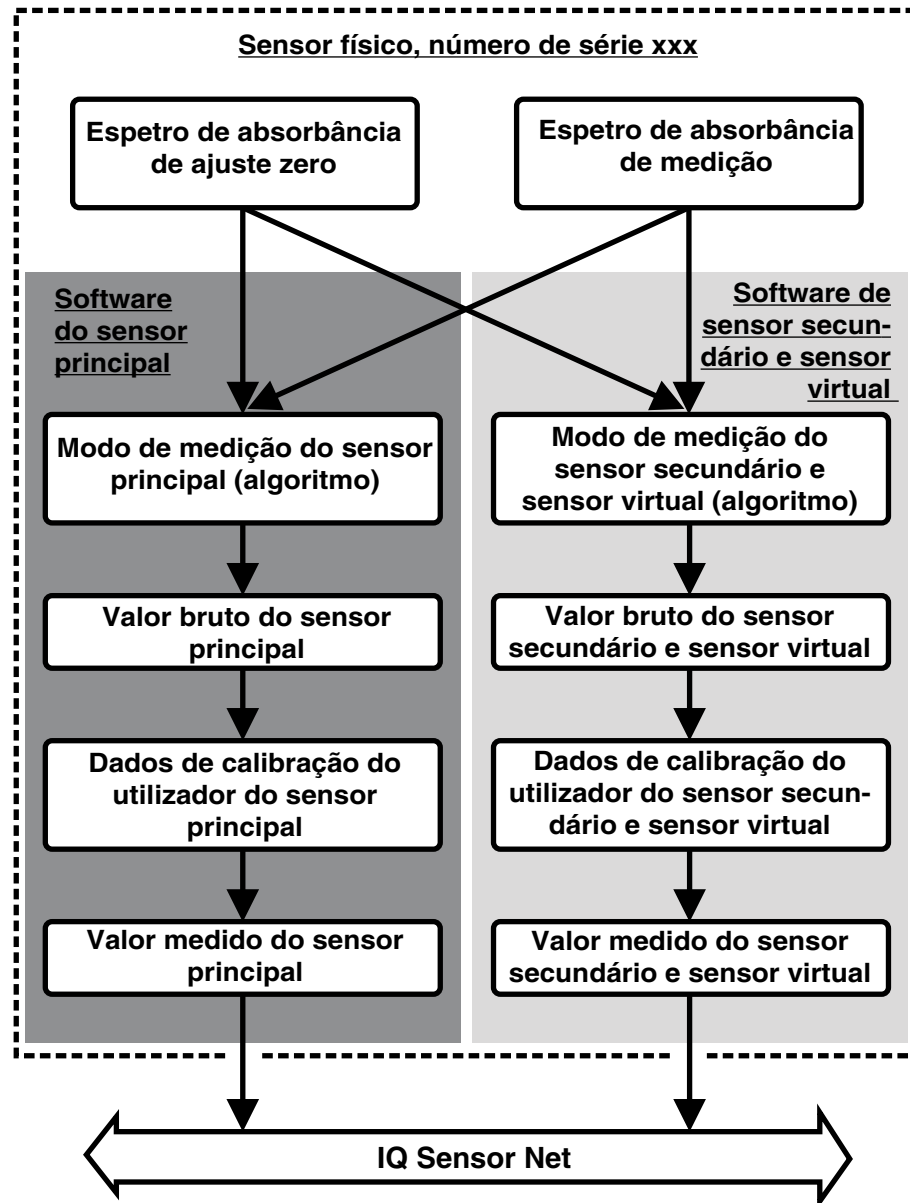 Sensor físico, número de série xxx
Espetro de absorbância
de ajuste zero
Espetro de absorbância
de medição
Software
do sensor
principal
Software de
sensor secun-
dário e sensor
virtual
Modo de medição do sensor
principal (algoritmo)
Modo de medição do
sensor secundário e
sensor virtual (algoritmo)
Valor bruto do sensor
principal
Valor bruto do sensor
secundário e sensor virtual
Dados de calibração do
utilizador do sensor
principal
Dados de calibração do
utilizador do sensor secun-
dário e sensor virtual
Valor medido do sensor
principal
Valor medido do sensor
secundário e sensor virtual
IQ Sensor Net